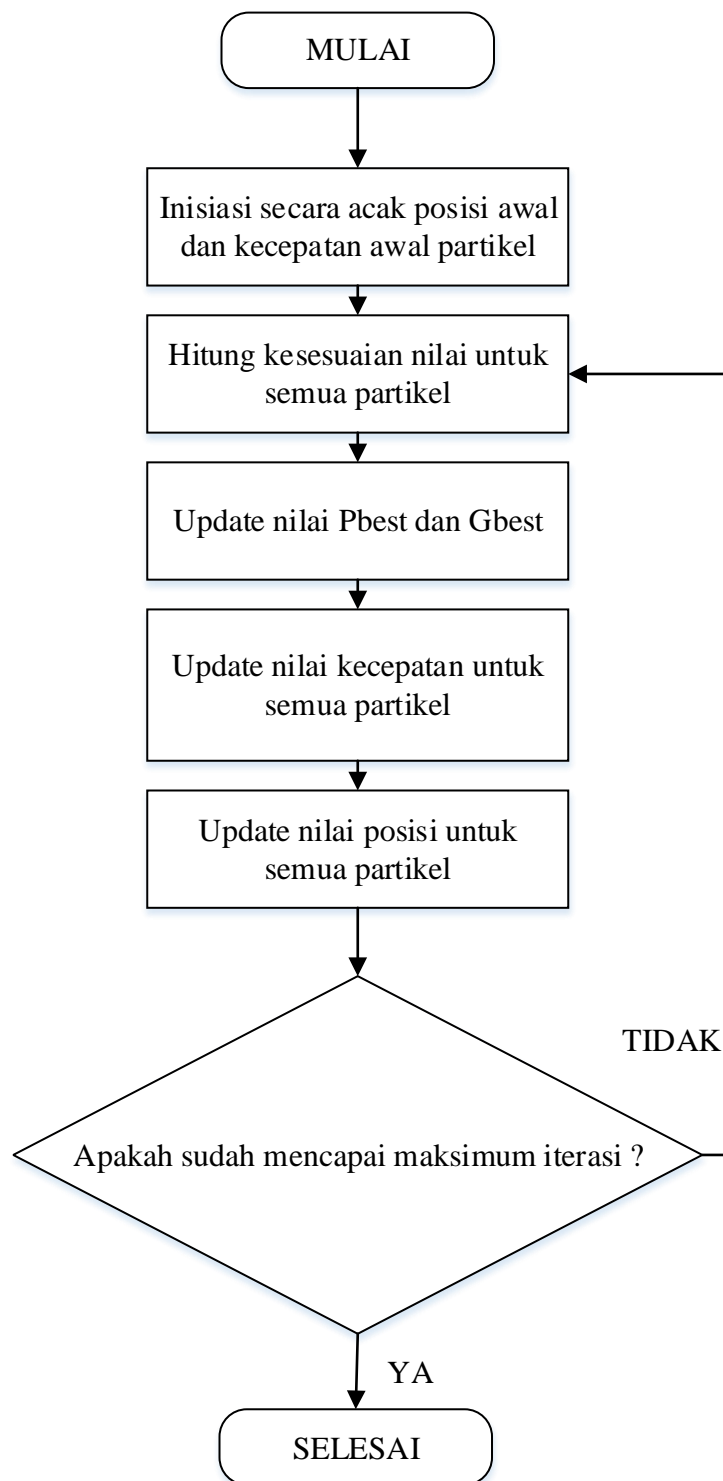 MULAI
Inisiasi secara acak posisi awal
dan kecepatan awal partikel
Hitung kesesuaian nilai untuk
semua partikel
Update nilai Pbest dan Gbest
Update nilai kecepatan untuk
semua partikel
Update nilai posisi untuk
semua partikel
TIDAK
Apakah sudah mencapai maksimum iterasi ?
YA
SELESAI